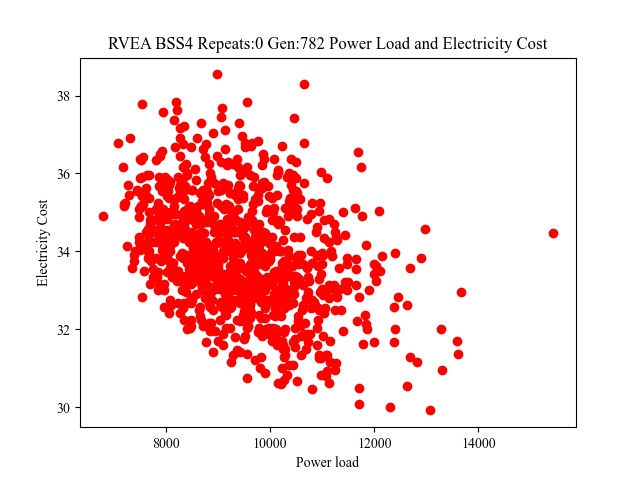 RVEA BSS4 Repeats:0 Gen:782 Power Load and Electricity Cost
38
36
34
32
30
Electricity Cost
8000 10000 12000 14000
Power load